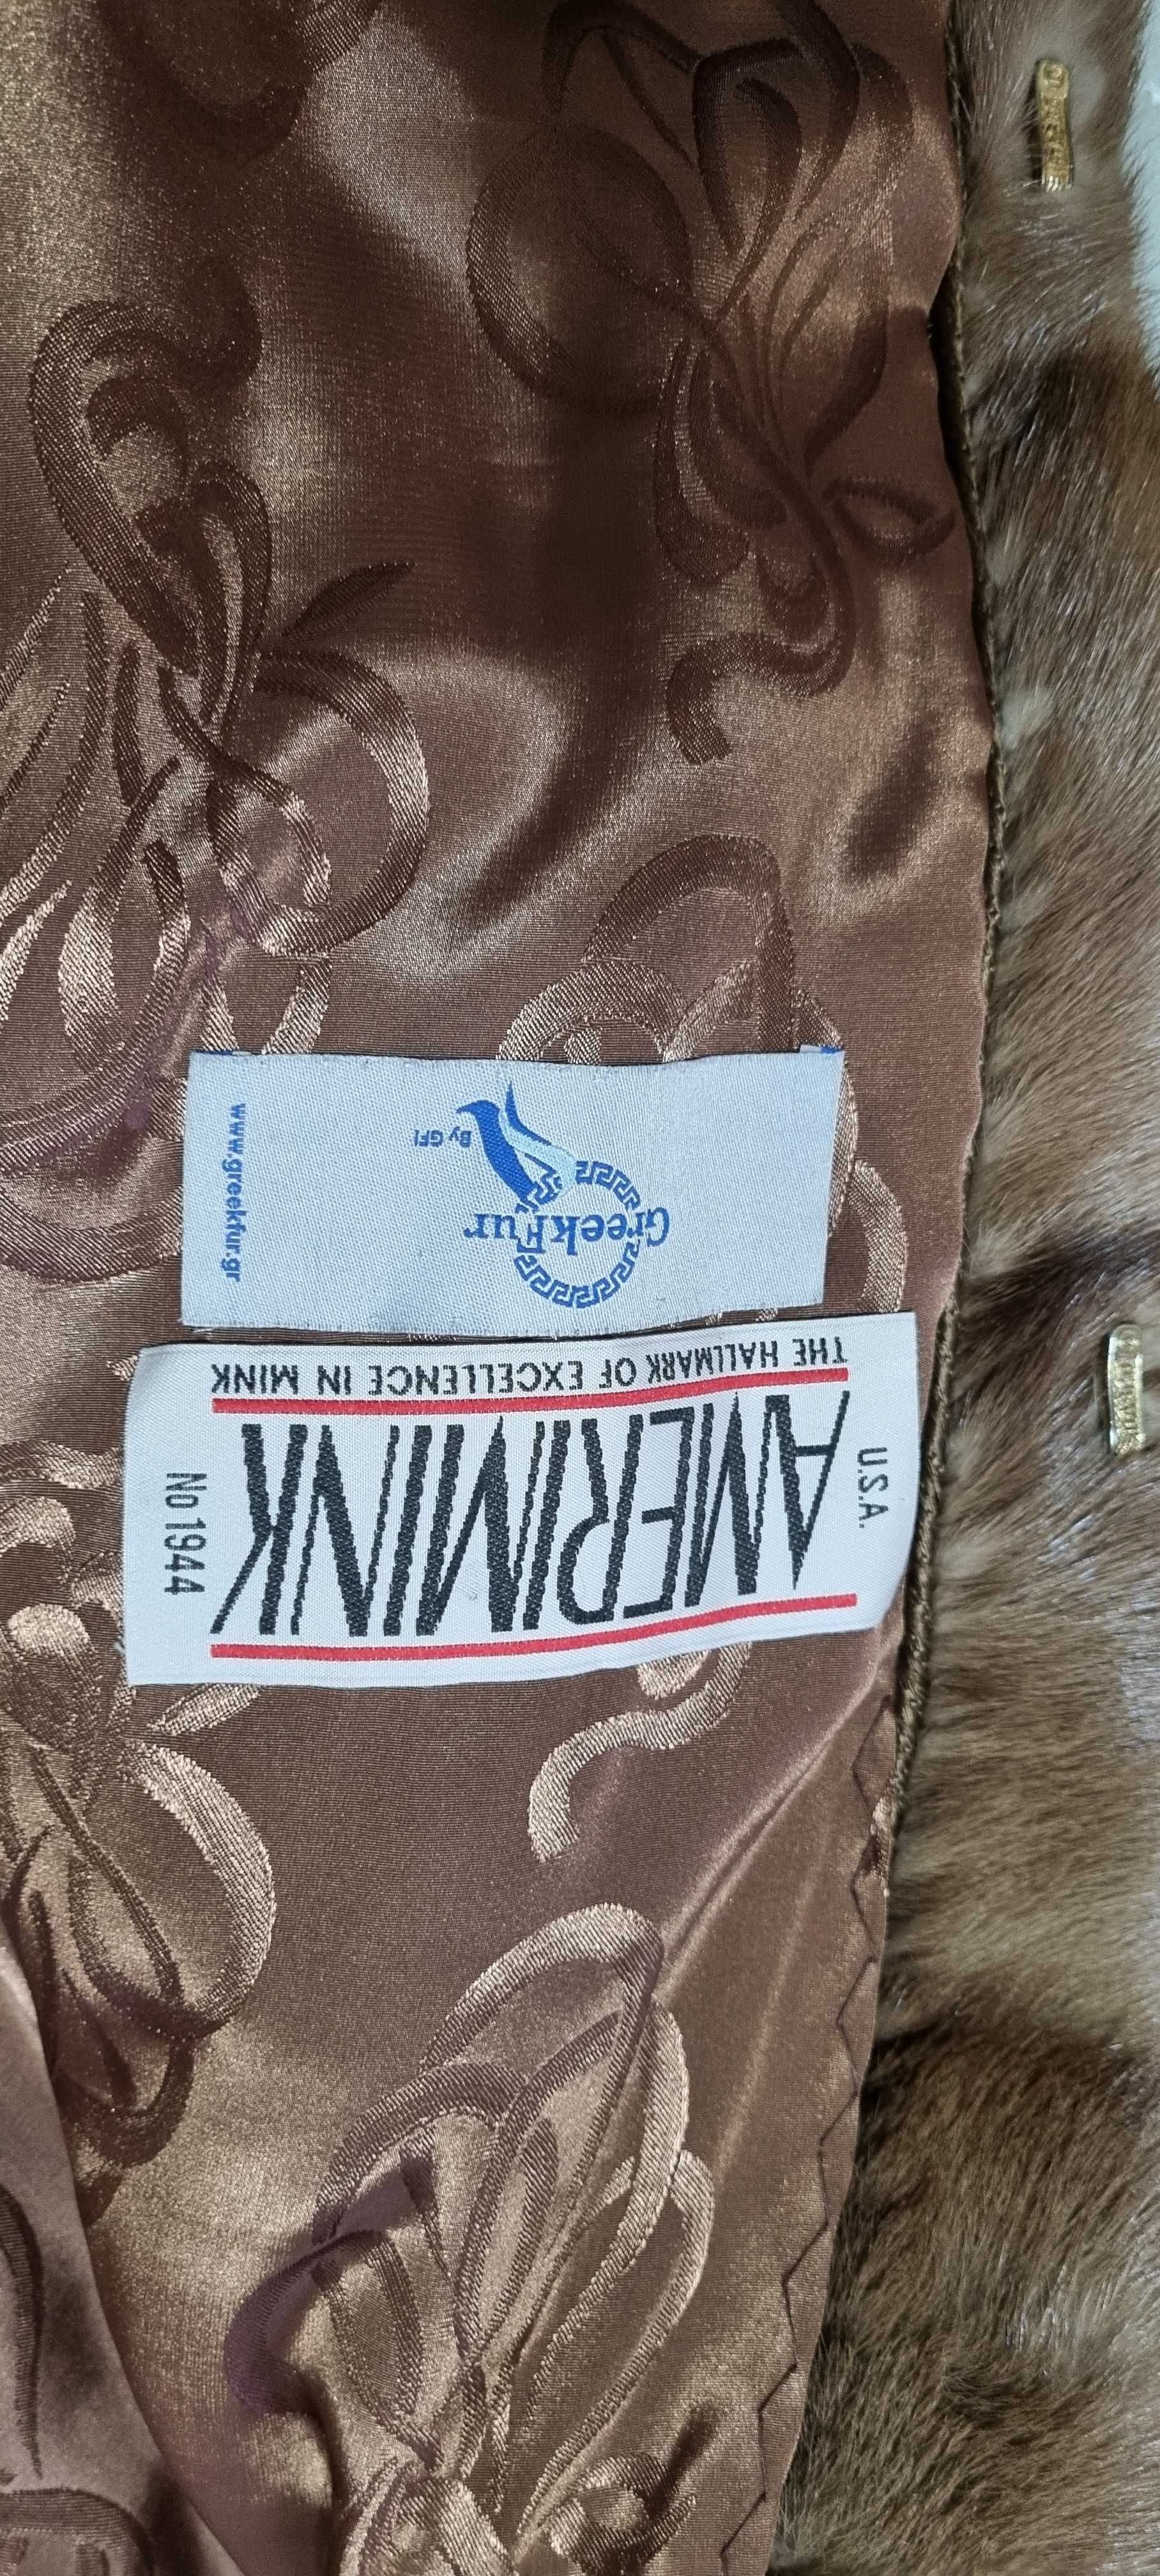 U.S.A.
AMERIMINK
THE HALLMARK OF EXCELLENCE IN MINK
No 1944
GreekFur
By GFI
www.greekfur.gr